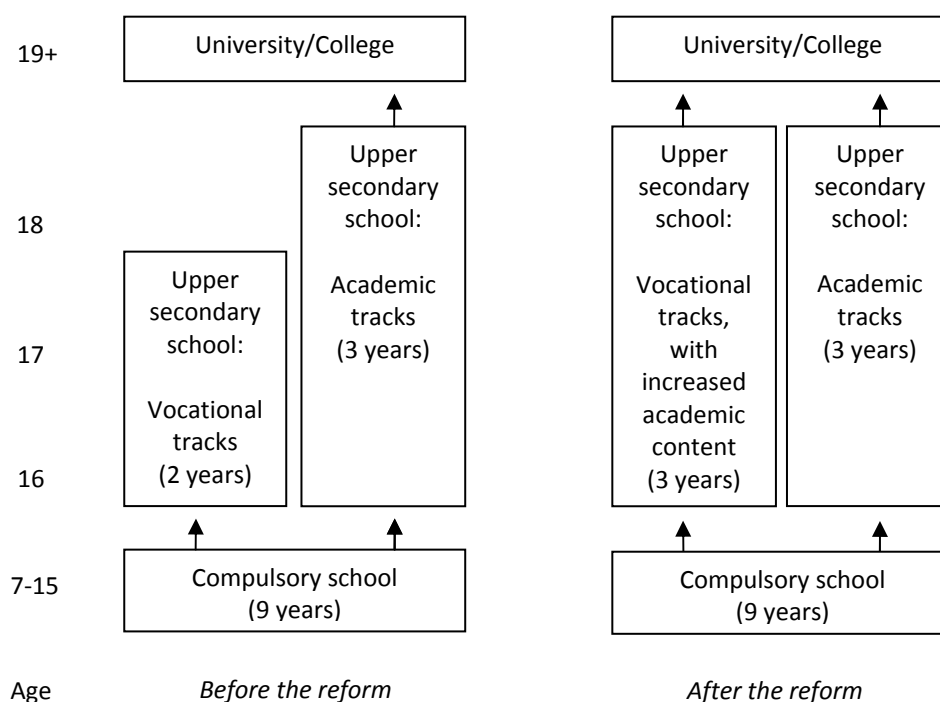 19+
University/College
University/College
Upper
secondary
school:
Academic
tracks
(3 years)
Upper
secondary
school:
Vocational
tracks,
with
increased
academic
content
(3 years)
Upper
secondary
school:
Academic
tracks
(3 years)
18
Upper
secondary
school:
Vocational
tracks
(2 years)
17
16
7-15
Compulsory school
(9 years)
Compulsory school
(9 years)
Age
Before the reform
After the reform